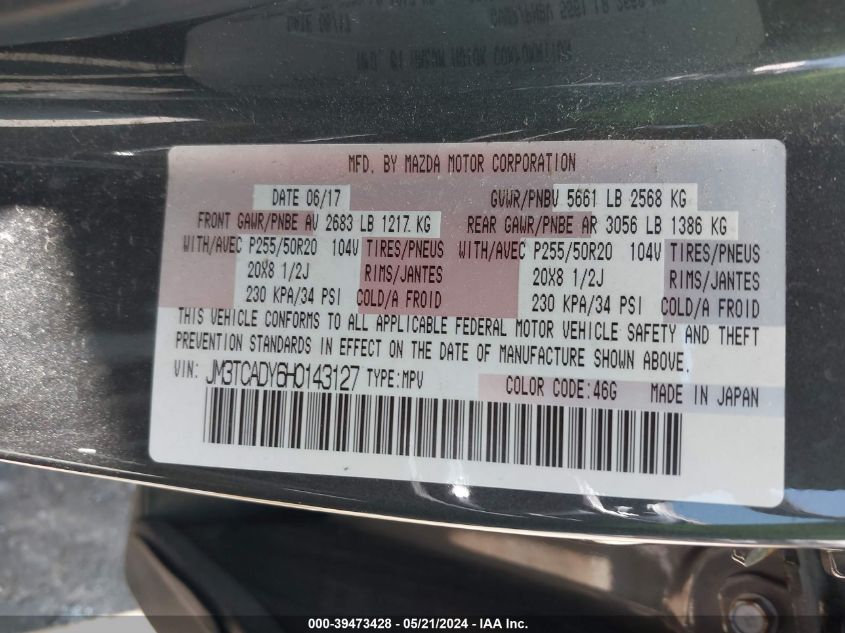 MFD. BY MAZDA MOTOR CORPORATION
DATE 06/17 GVWR/PNBV 5661 LB 2568 KG
FRONT GAWR/PNBE AV 2683 LB 1217 KG REAR GAWR/PNBE AR 3056 LB 1386 KG
WITH/AVEC P255/50R20 104V TIRES/PNEUS WITH/AVEC P255/50R20 104V TIRES/PNEUS
20X8 1/2J RIMS/JANTES 20X8 1/2J RIMS/JANTES
230 KPA/34 PSI COLD/A FROID 230 KPA/34 PSI COLD/A FROID
THIS VEHICLE CONFORMS TO ALL APPLICABLE FEDERAL MOTOR VEHICLE SAFETY AND THEFT
PREVENTION STANDARDS IN EFFECT ON THE DATE OF MANUFACTURE SHOWN ABOVE.
VIN: JM3TCADY6H0143127 TYPE:MPV
COLOR CODE:46G MADE IN JAPAN
000-39473428 - 05/21/2024 - IAA Inc.